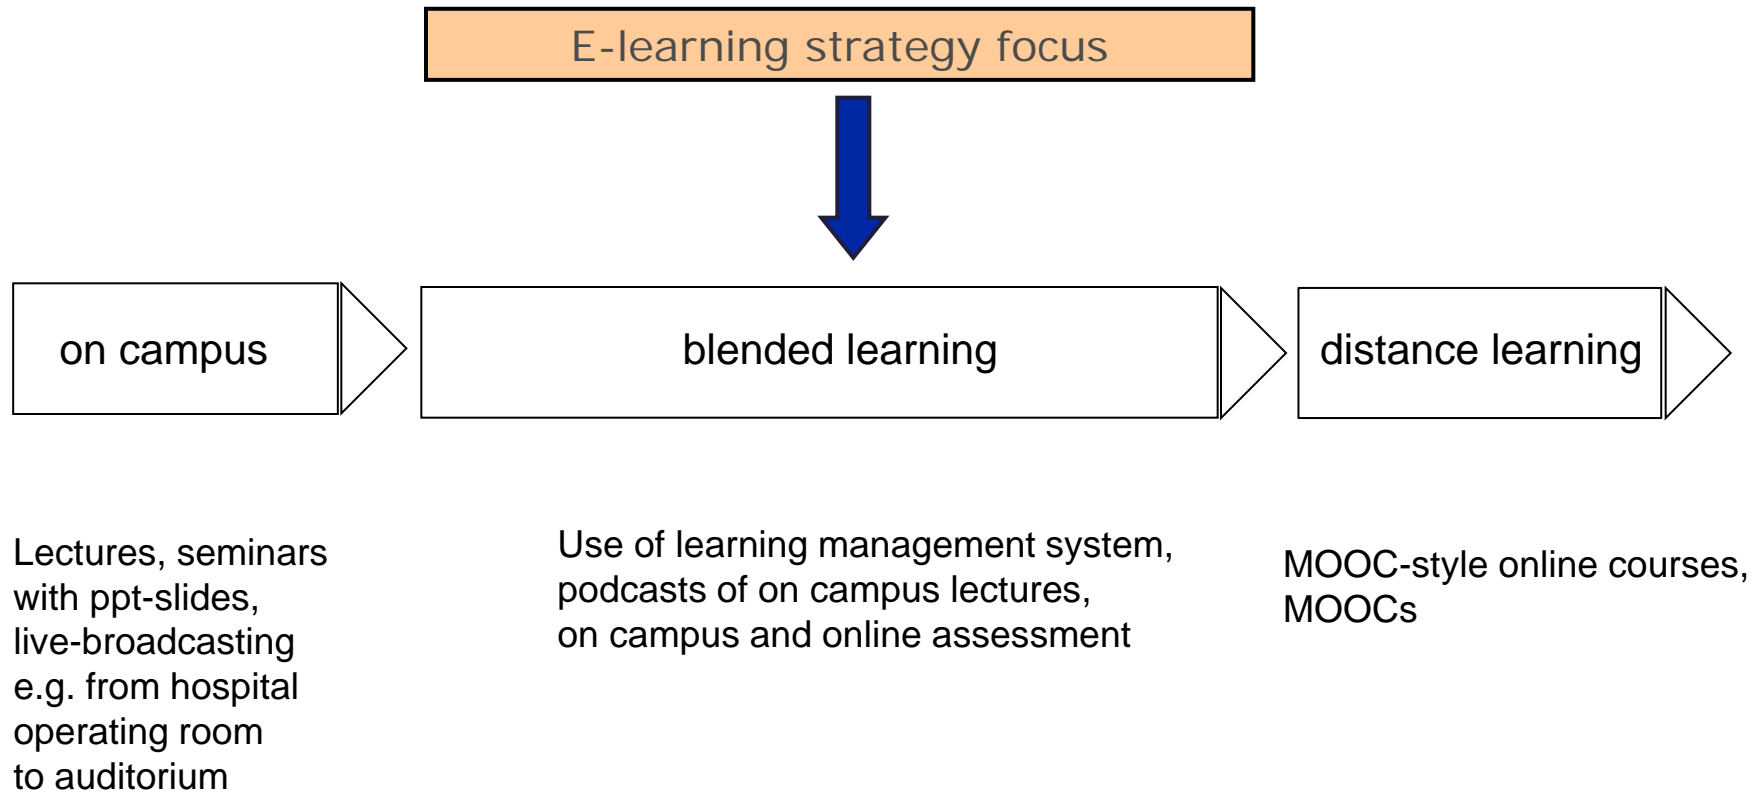 E-learning strategy focus
on campus
blended learning
distance learning
Lectures, seminars
with ppt-slides,
live-broadcasting
e.g. from hospital
operating room
to auditorium
Use of learning management system,
podcasts of on campus lectures,
on campus and online assessment
MOOC-style online courses,
MOOCs